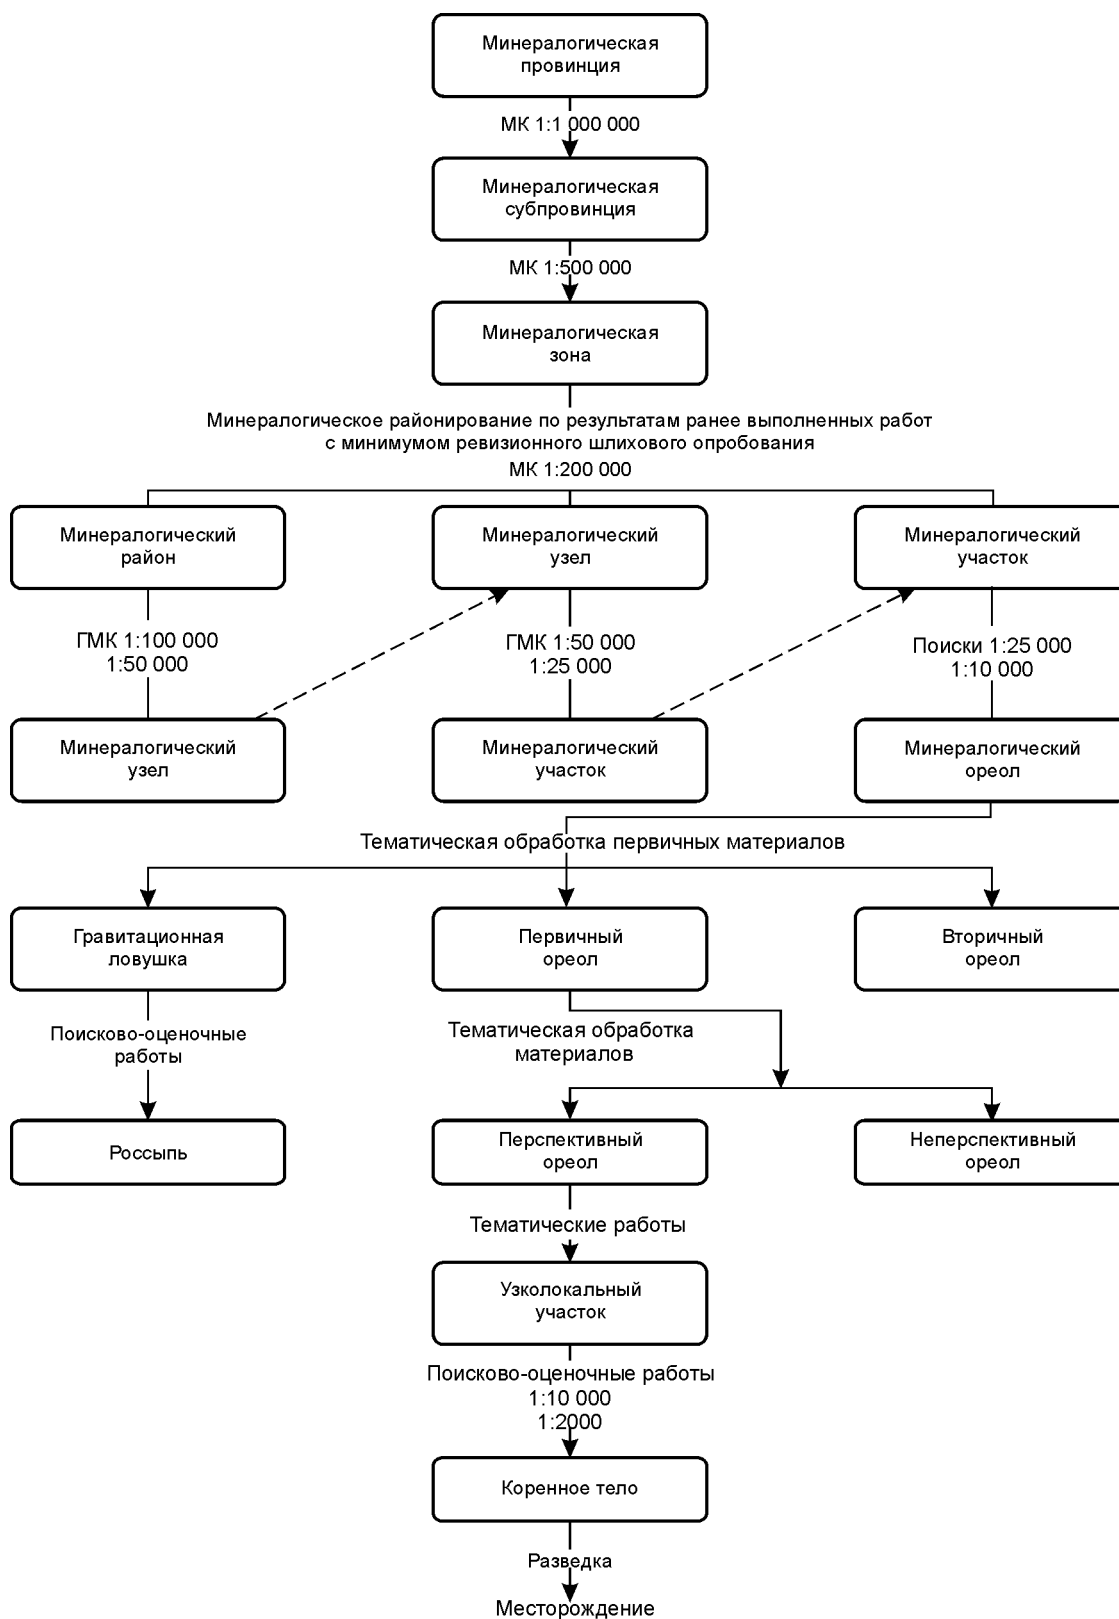 Минералогическая
провинция
МК 1:1 000 000
Минералогическая
субпровинция
МК 1:500 000
Минералогическая
зона
Минералогическое районирование по результатам ранее выполненных работ
с минимумом ревизионного шлихового опробования
МК 1:200 000
Минералогический
район
Минералогический
узел
Минералогический
участок
ГМК 1:100 000
1:50 000
ГМК 1:50 000
1:25 000
Поиски 1:25 000
1:10 000
Минералогический
узел
Минералогический
участок
Минералогический
ореол
Тематическая обработка первичных материалов
Гравитационная
ловушка
Первичный
ореол
Вторичный
ореол
Поисково-оценочные
работы
Тематическая обработка
материалов
Россыпь
Перспективный
ореол
Неперспективный
ореол
Тематические работы
Узколокальный
участок
Поисково-оценочные работы
1:10 000
1:2000
Коренное тело
Разведка
Месторождение